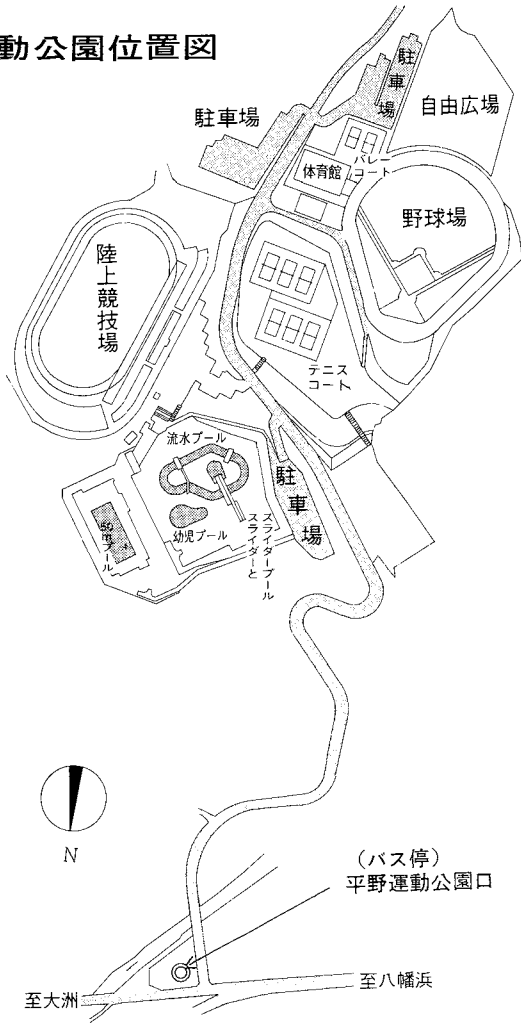 動公園位置図
駐車場
駐車場
自由広場
バレー
コート
体育館
野球場
陸上競技場
テニス
コート
流水プール
駐車場
幼児プール
スライダープール
スライダーと
50mプール
N
(バス停)
平野運動公園口
至大洲
至八幡浜